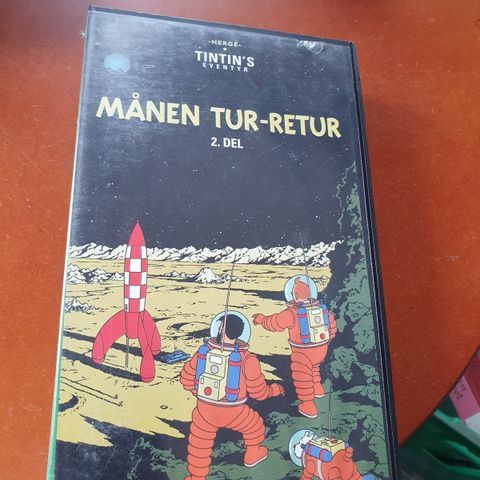 -HERGÉ-
TINTIN'S
EVENTYR
MÅNEN TUR-RETUR
2. DEL